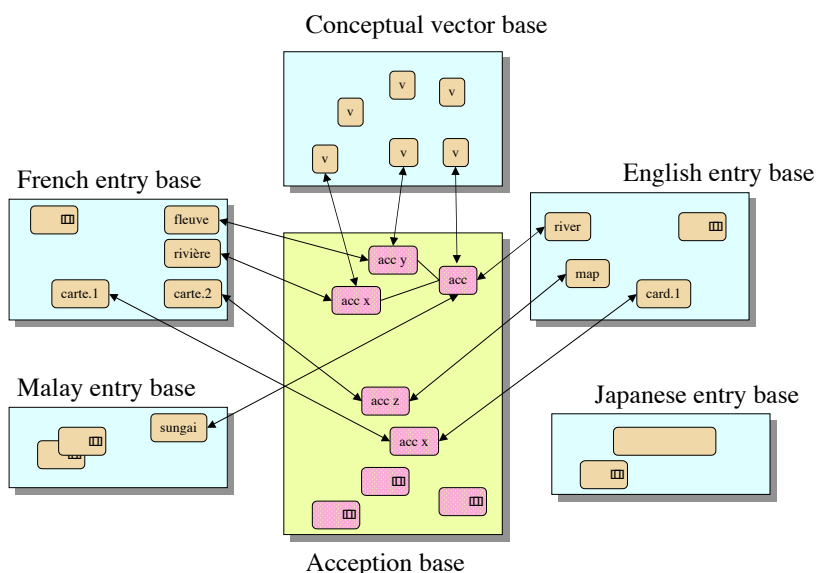 Conceptual vector base
v
v
v
v
v
v
French entry base
fleuve
rivière
carte.1
carte.2
English entry base
river
map
card.1
acc y
acc
acc x
Malay entry base
sungai
acc z
acc x
Japanese entry base
Acception base